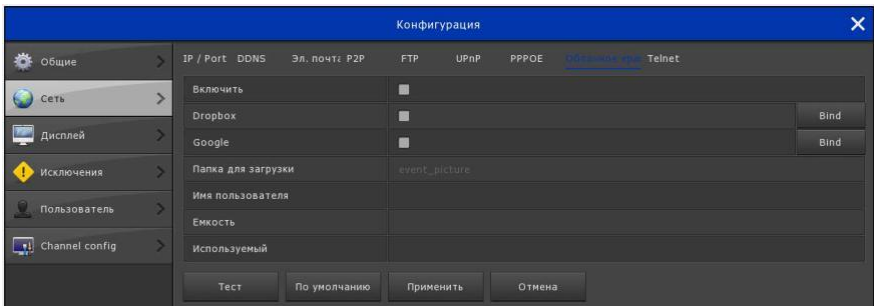 Конфигурация
Общие
Сеть
Дисплей
Исключения
Пользователь
Channel config
IP / Port DDNS Эл. почта P2P FTP UPnP PPPOE Telnet
Включить
Dropbox Bind
Google Bind
Папка для загрузки event_picture
Имя пользователя
Емкость
Используемый
Тест По умолчанию Применить Отмена